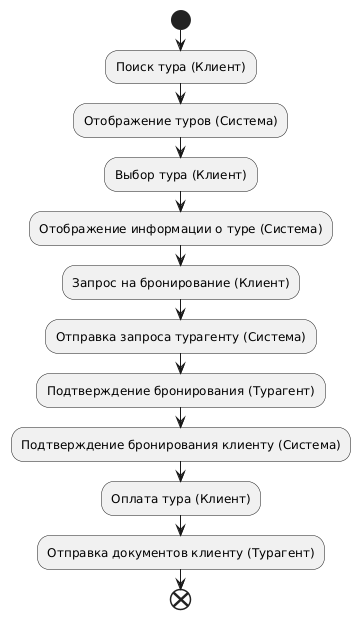 Поиск тура (Клиент)
Отображение туров (Система)
Выбор тура (Клиент)
Отображение информации о туре (Система)
Запрос на бронирование (Клиент)
Отправка запроса турагенту (Система)
Подтверждение бронирования (Турагент)
Подтверждение бронирования клиенту (Система)
Оплата тура (Клиент)
Отправка документов клиенту (Турагент)